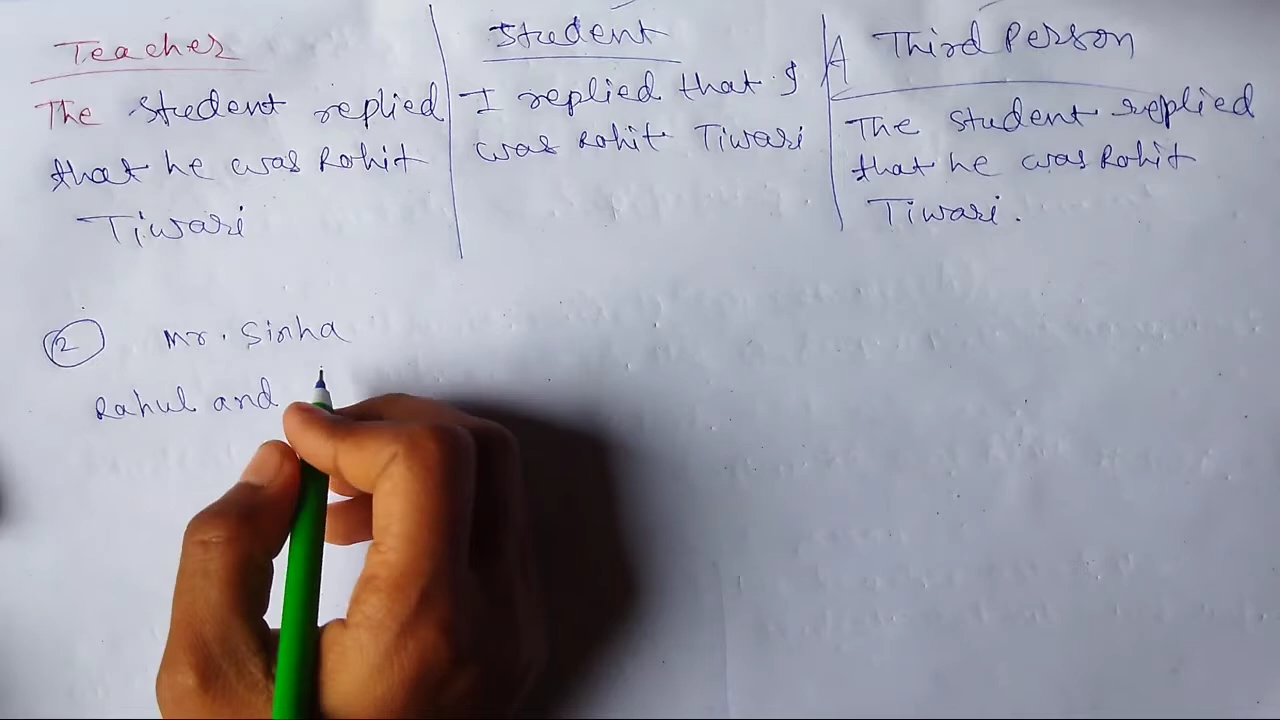 Teacher
The student replied
that he was Rohit
Tiwari
Student
I replied that I
was Rohit Tiwari
A Third Person
The student replied
that he was Rohit
Tiwari.
2 Mr. Sinha
Rahul and